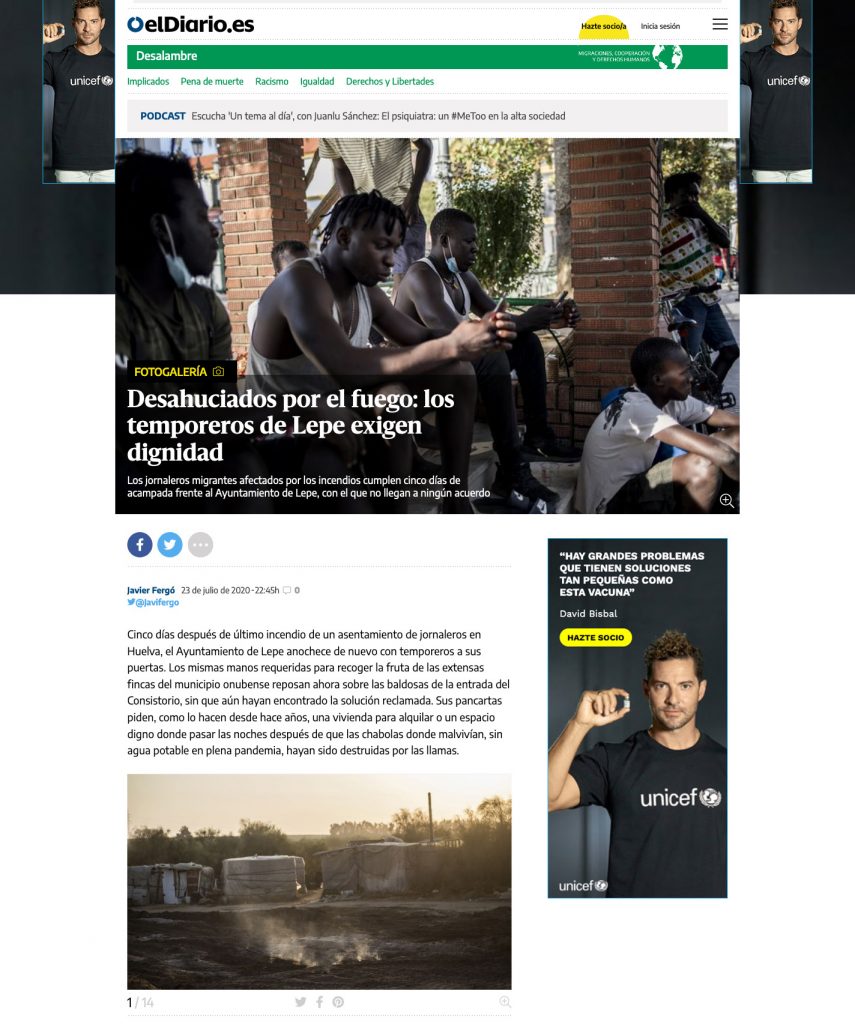 unicef
unicef
elDiario.es
Hazte socio/a
Inicia sesión
Desalambre
MIGRACIONES, COOPERACIÓN
Y DERECHOS HUMANOS
Implicados
Pena de muerte
Racismo
Igualdad
Derechos y Libertades
PODCAST Escucha 'Un tema al día', con Juanlu Sánchez: El psiquiatra: un #MeToo en la alta sociedad
FOTOGALERÍA
Desahuciados por el fuego: los
temporeros de Lepe exigen
dignidad
Los jornaleros migrantes afectados por los incendios cumplen cinco días de
acampada frente al Ayuntamiento de Lepe, con el que no llegan a ningún acuerdo
Javier Fergó 23 de julio de 2020 - 22:45h 0
@Javifergo
Cinco días después de último incendio de un asentamiento de jornaleros en
Huelva, el Ayuntamiento de Lepe anochece de nuevo con temporeros a sus
puertas. Los mismas manos requeridas para recoger la fruta de las extensas
fincas del municipio onubense reposan ahora sobre las baldosas de la entrada del
Consistorio, sin que aún hayan encontrado la solución reclamada. Sus pancartas
piden, como lo hacen desde hace años, una vivienda para alquilar o un espacio
digno donde pasar las noches después de que las chabolas donde malvivían, sin
agua potable en plena pandemia, hayan sido destruidas por las llamas.
1 / 14
“HAY GRANDES PROBLEMAS
QUE TIENEN SOLUCIONES
TAN PEQUEÑAS COMO
ESTA VACUNA”
David Bisbal
HAZTE SOCIO
unicef
unicef